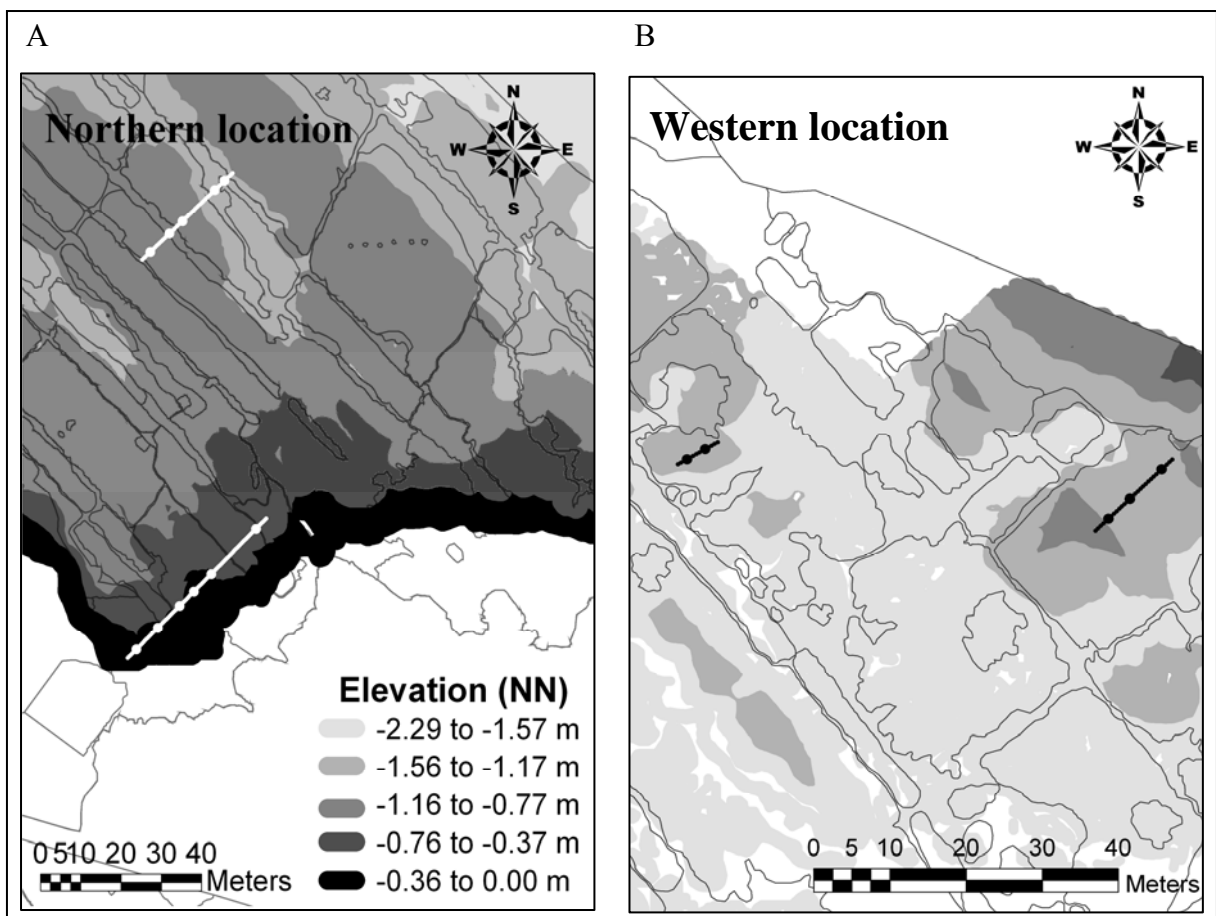 A
B
Northern location
N
W E
S
Western location
N
W E
S
Elevation (NN)
-2.29 to -1.57 m
-1.56 to -1.17 m
-1.16 to -0.77 m
-0.76 to -0.37 m
-0.36 to 0.00 m
0 5 10 20 30 40
Meters
0 5 10 20 30 40
Meters